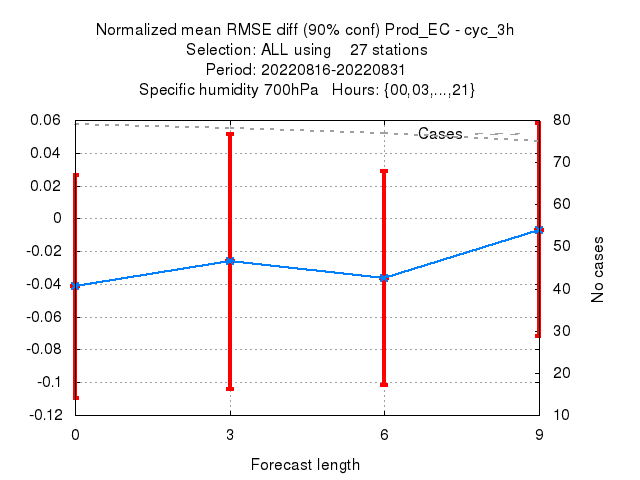 Normalized mean RMSE diff (90% conf) Prod_EC - cyc_3h
Selection: ALL using    27 stations
Period: 20220816-20220831
Specific humidity 700hPa   Hours: {00,03,...,21}
0.06
0.04
0.02
0
-0.02
-0.04
-0.06
-0.08
-0.1
-0.12
Cases
80
70
60
50
40
30
20
10
No cases
0 3 6 9
Forecast length